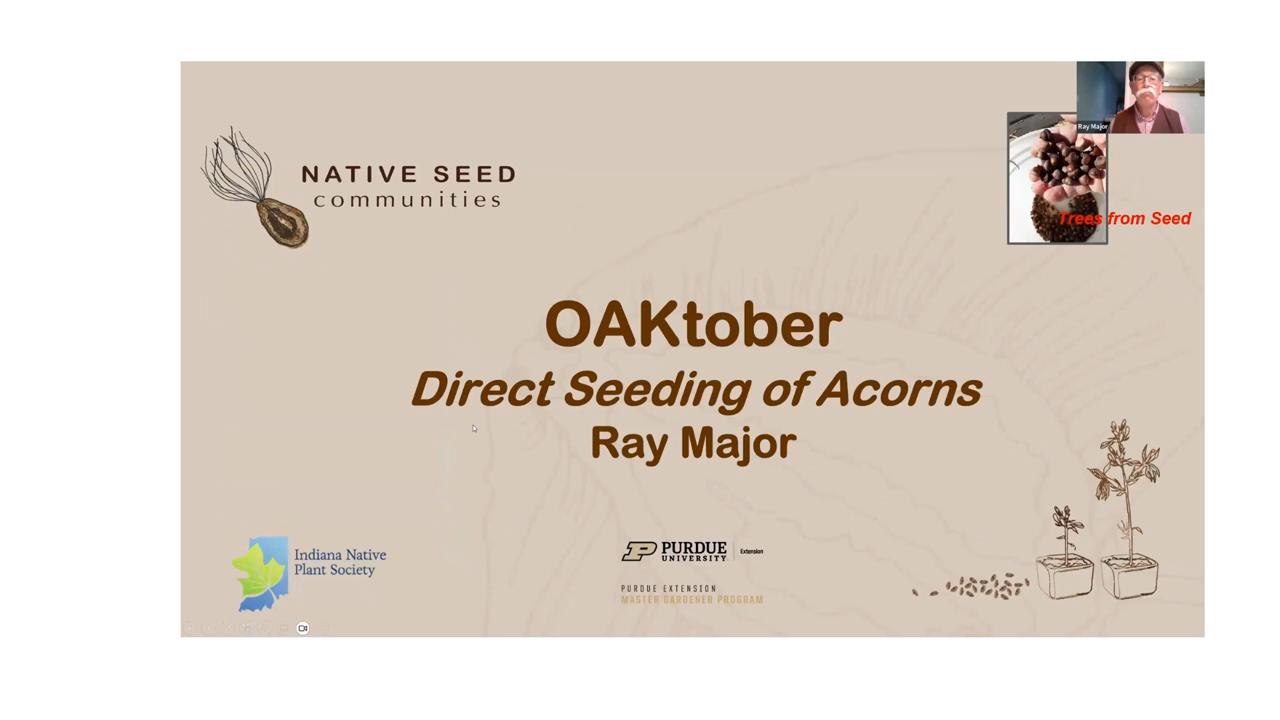 NATIVE SEED
communities
Ray Major
Trees from Seed
OAKtober
Direct Seeding of Acorns
Ray Major
Indiana Native
Plant Society
PURDUE
UNIVERSITY
Extension
PURDUE EXTENSION
MASTER GARDENER PROGRAM